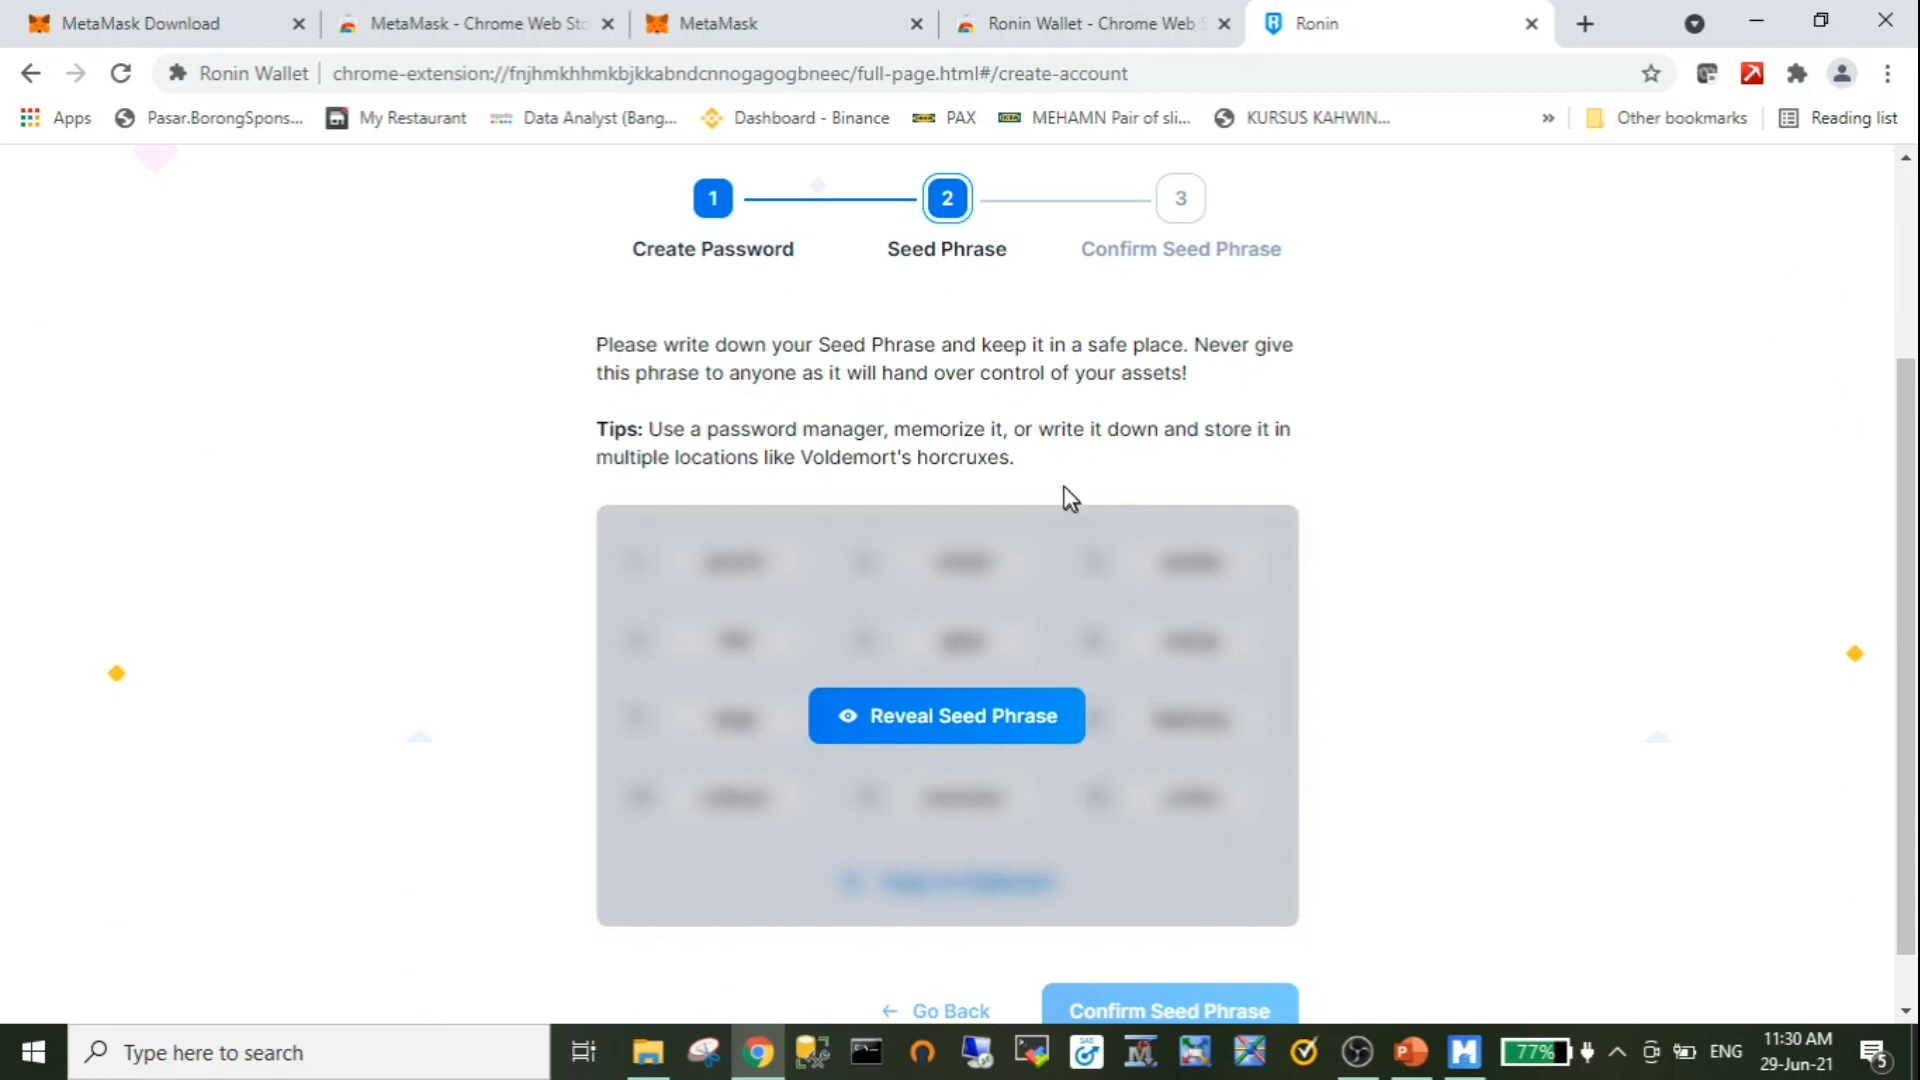 MetaMask Download
MetaMask - Chrome Web Sto
MetaMask
Ronin Wallet - Chrome Web S
Ronin
Ronin Wallet | chrome-extension://fnjhmkhhmkbjkkabndcnnogagogbneec/full-page.html#/create-account
Apps
Pasar.BorongSpons...
My Restaurant
Data Analyst (Bang...
Dashboard - Binance
PAX
MEHAMN Pair of sli...
KURSUS KAHWIN...
»
Other bookmarks
Reading list
1
2
3
Create Password
Seed Phrase
Confirm Seed Phrase
Please write down your Seed Phrase and keep it in a safe place. Never give
this phrase to anyone as it will hand over control of your assets!
Tips: Use a password manager, memorize it, or write it down and store it in
multiple locations like Voldemort's horcruxes.
Reveal Seed Phrase
← Go Back
Confirm Seed Phrase
Type here to search
77%
ENG
11:30 AM
29-Jun-21
5